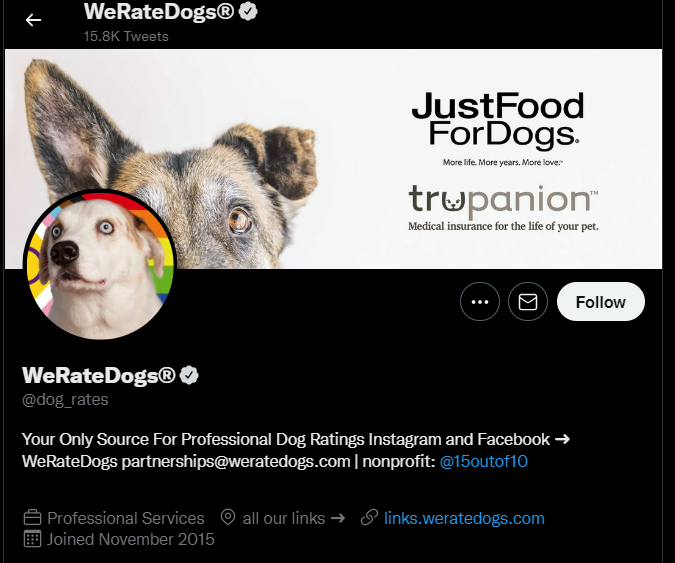 WeRateDogs®
15.8K Tweets
JustFood
ForDogs®
More life. More years. More love.™
trupanion™
Medical insurance for the life of your pet.
Follow
WeRateDogs®
@dog_rates
Your Only Source For Professional Dog Ratings Instagram and Facebook ➔
WeRateDogs partnerships@weratedogs.com | nonprofit: @15outof10
Professional Services all our links ➔ links.weratedogs.com
Joined November 2015